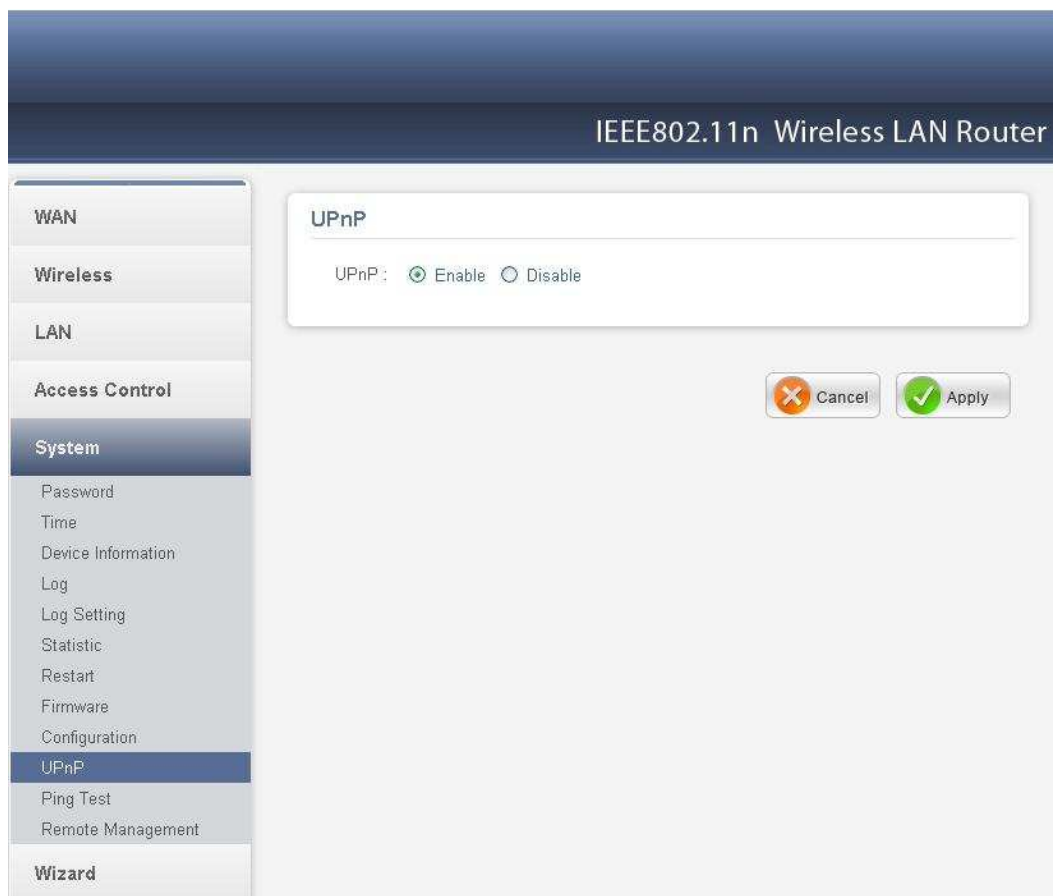 IEEE802.11n Wireless LAN Router
WAN
Wireless
LAN
Access Control
System
Password
Time
Device Information
Log
Log Setting
Statistic
Restart
Firmware
Configuration
UPnP
Ping Test
Remote Management
Wizard
UPnP
UPnP : Enable Disable
Cancel Apply